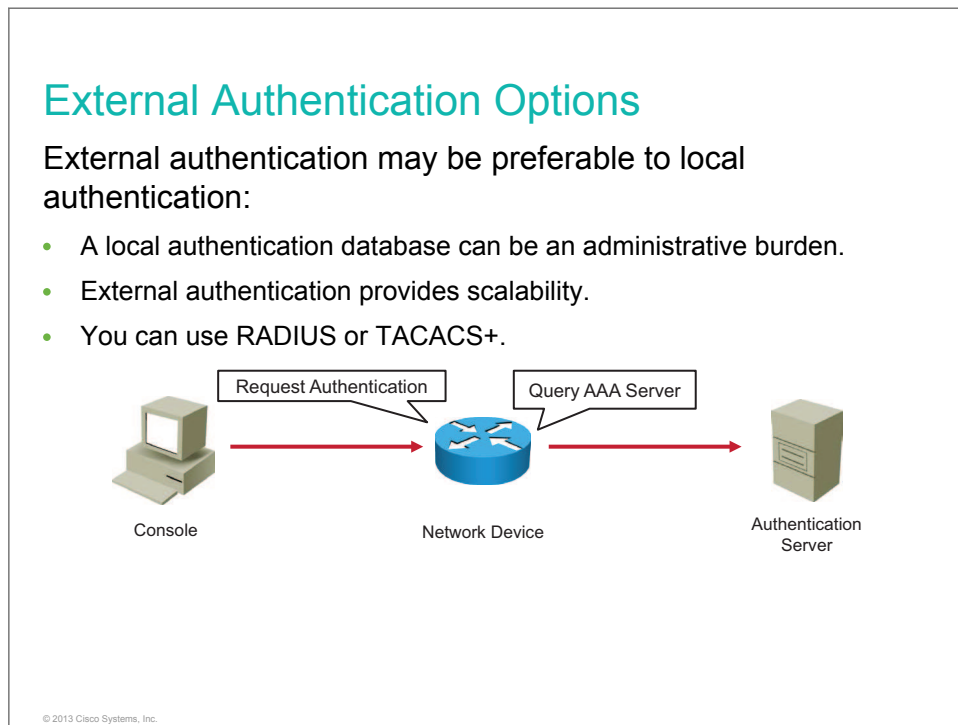 External Authentication Options
External authentication may be preferable to local
authentication:
• A local authentication database can be an administrative burden.
• External authentication provides scalability.
• You can use RADIUS or TACACS+.
Request Authentication
Query AAA Server
Console
Network Device
Authentication
Server
© 2013 Cisco Systems, Inc.